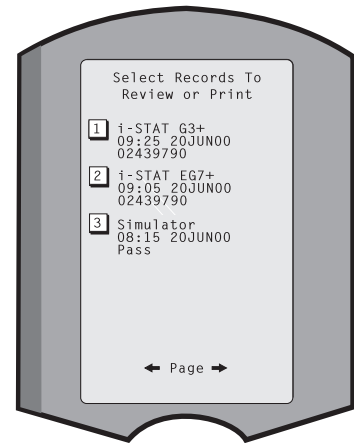 Select Records To
Review or Print
1 i-STAT G3+
09:25 20JUN00
02439790
2 i-STAT EG7+
09:05 20JUN00
02439790
3 Simulator
08:15 20JUN00
Pass
← Page →